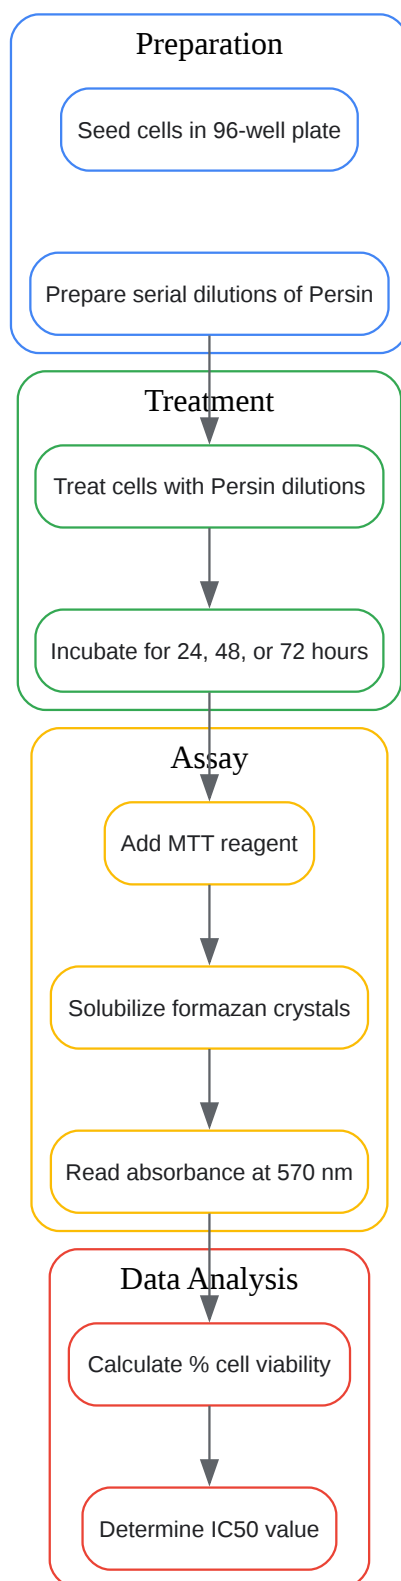 Preparation
Seed cells in 96-well plate
Prepare serial dilutions of Persin
Treatment
Treat cells with Persin dilutions
Incubate for 24, 48, or 72 hours
Assay
Add MTT reagent
Solubilize formazan crystals
Read absorbance at 570 nm
Data Analysis
Calculate % cell viability
Determine IC50 value